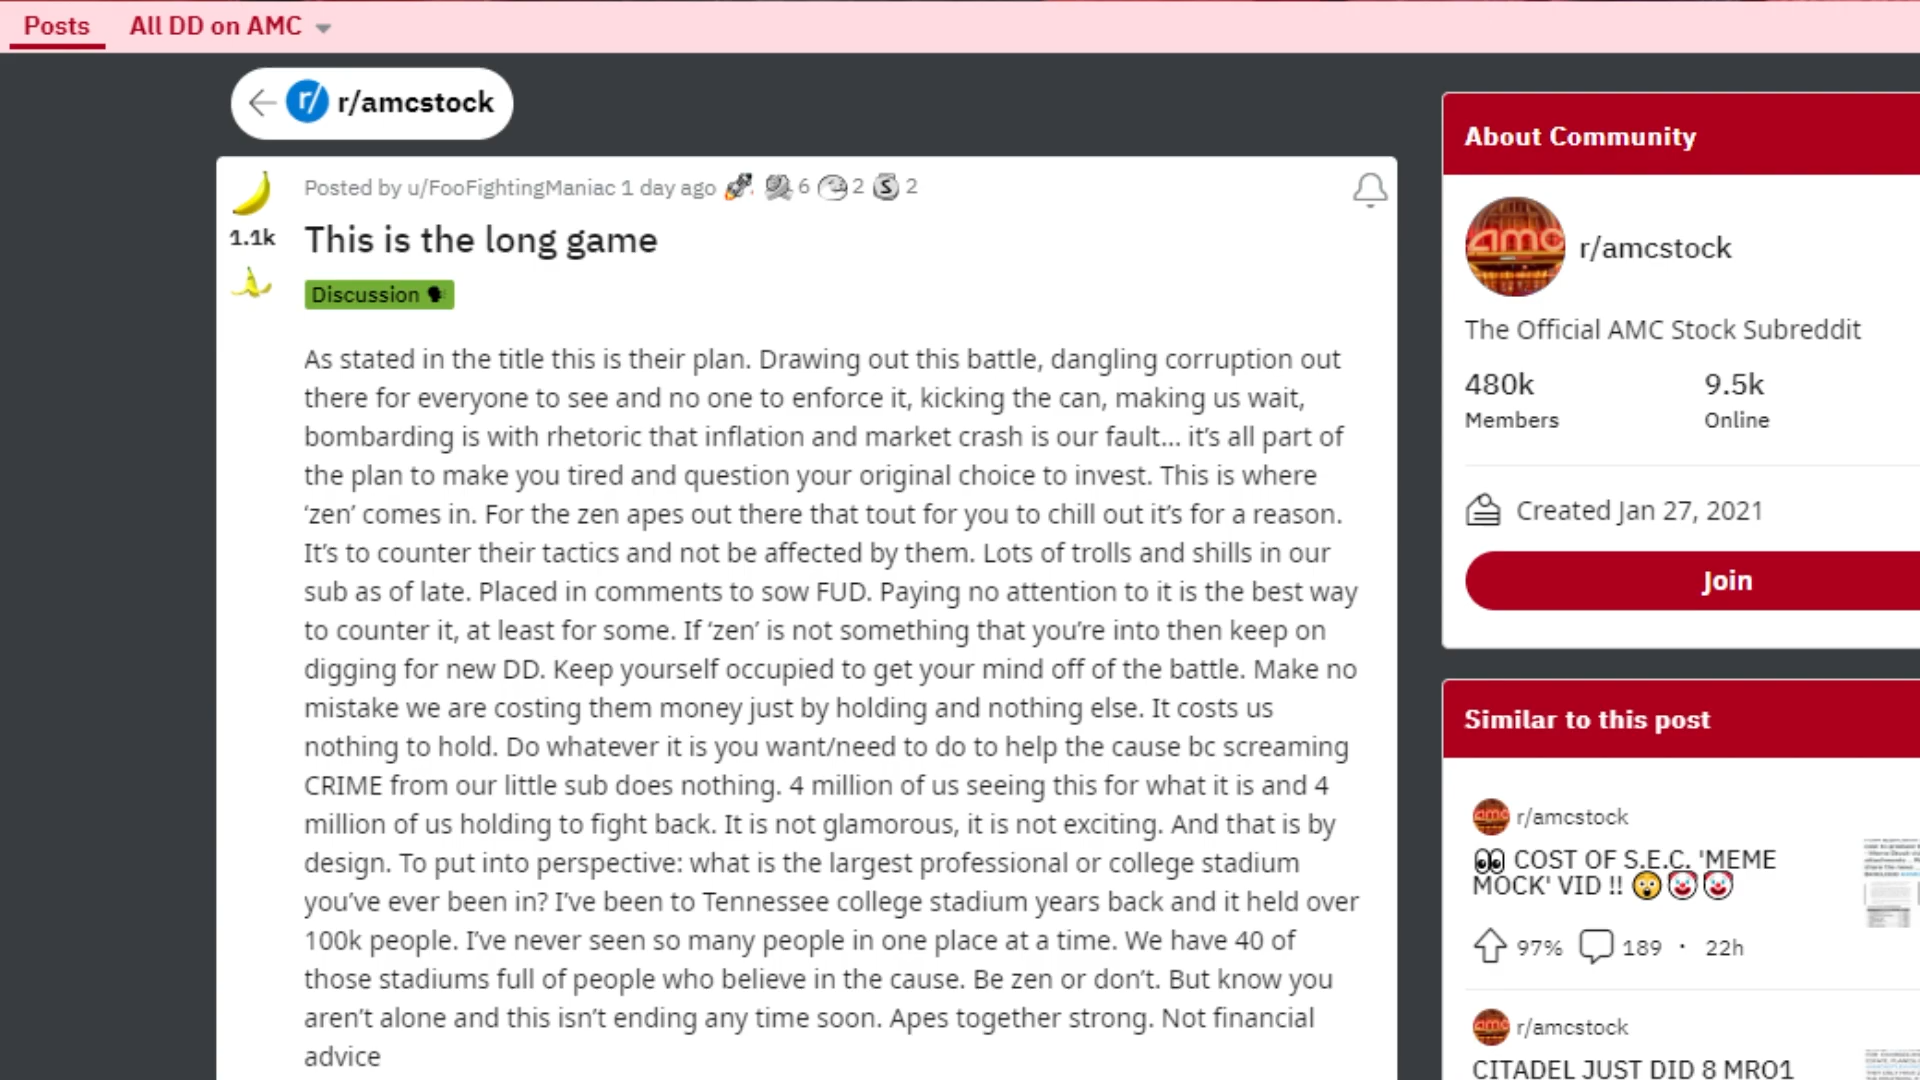 Posts
All DD on AMC
r/
r/amcstock
Posted by u/FooFightingManiac 1 day ago
6
2
S
2
1.1k
This is the long game
Discussion
As stated in the title this is their plan. Drawing out this battle, dangling corruption out
there for everyone to see and no one to enforce it, kicking the can, making us wait,
bombarding is with rhetoric that inflation and market crash is our fault... it’s all part of
the plan to make you tired and question your original choice to invest. This is where
‘zen’ comes in. For the zen apes out there that tout for you to chill out it’s for a reason.
It’s to counter their tactics and not be affected by them. Lots of trolls and shills in our
sub as of late. Placed in comments to sow FUD. Paying no attention to it is the best way
to counter it, at least for some. If ‘zen’ is not something that you’re into then keep on
digging for new DD. Keep yourself occupied to get your mind off of the battle. Make no
mistake we are costing them money just by holding and nothing else. It costs us
nothing to hold. Do whatever it is you want/need to do to help the cause bc screaming
CRIME from our little sub does nothing. 4 million of us seeing this for what it is and 4
million of us holding to fight back. It is not glamorous, it is not exciting. And that is by
design. To put into perspective: what is the largest professional or college stadium
you’ve ever been in? I’ve been to Tennessee college stadium years back and it held over
100k people. I’ve never seen so many people in one place at a time. We have 40 of
those stadiums full of people who believe in the cause. Be zen or don’t. But know you
aren’t alone and this isn’t ending any time soon. Apes together strong. Not financial
advice
About Community
amc
r/amcstock
The Official AMC Stock Subreddit
480k
9.5k
Members
Online
Created Jan 27, 2021
Join
Similar to this post
amc
r/amcstock
👀 COST OF S.E.C. 'MEME
MOCK' VID !! 😲🤡🤡
97%
189 · 22h
amc
r/amcstock
CITADEL JUST DID 8 MRO1